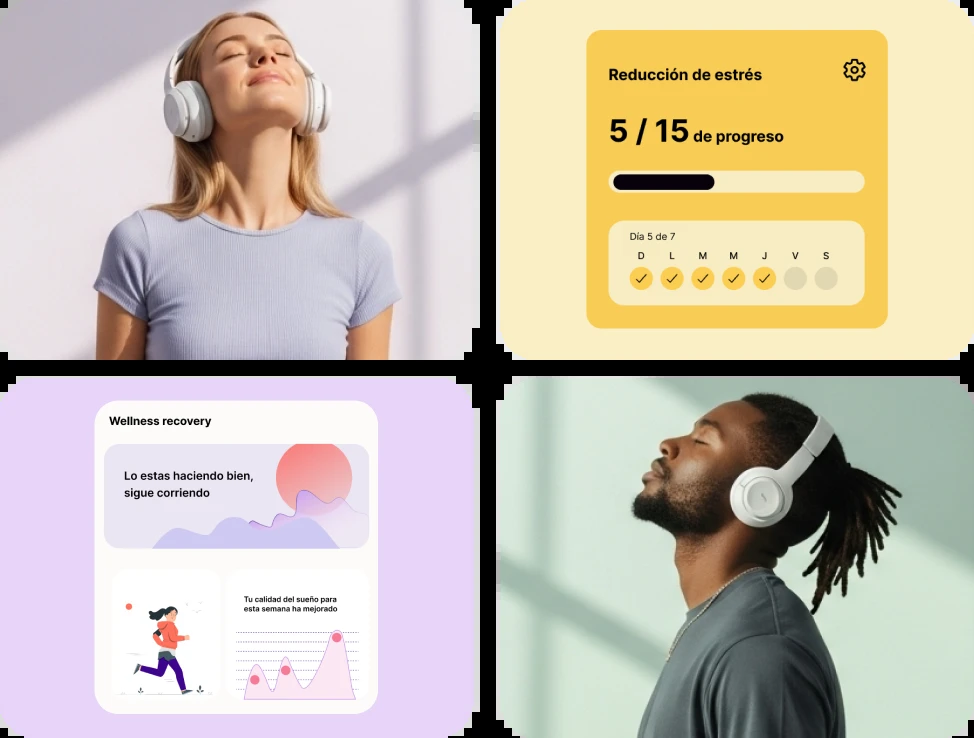 Reducción de estrés
5 / 15 de progreso
Día 5 de 7
D L M M J V S
Wellness recovery
Lo estas haciendo bien,
sigue corriendo
Tu calidad del sueño para
esta semana ha mejorado